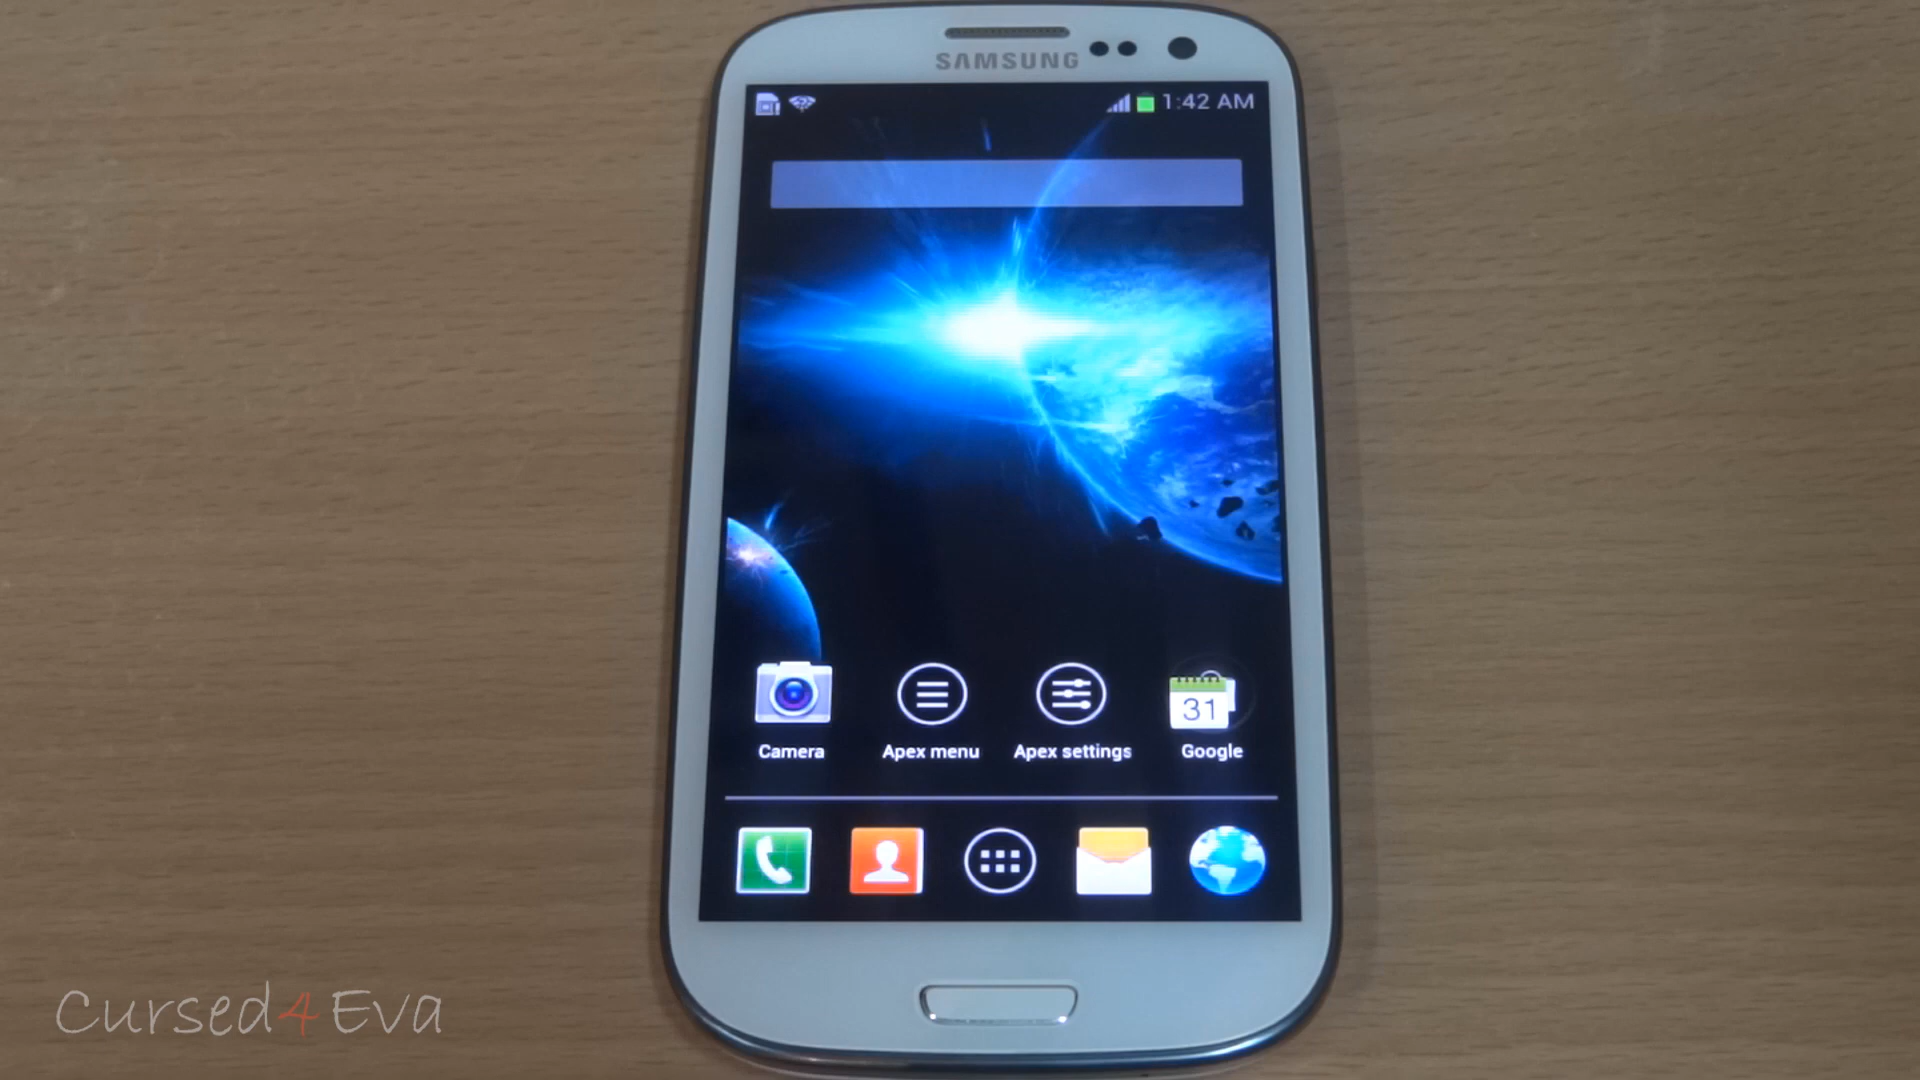 SAMSUNG
1:42 AM
31
Camera
Apex menu
Apex settings
Google
Cursed4Eva